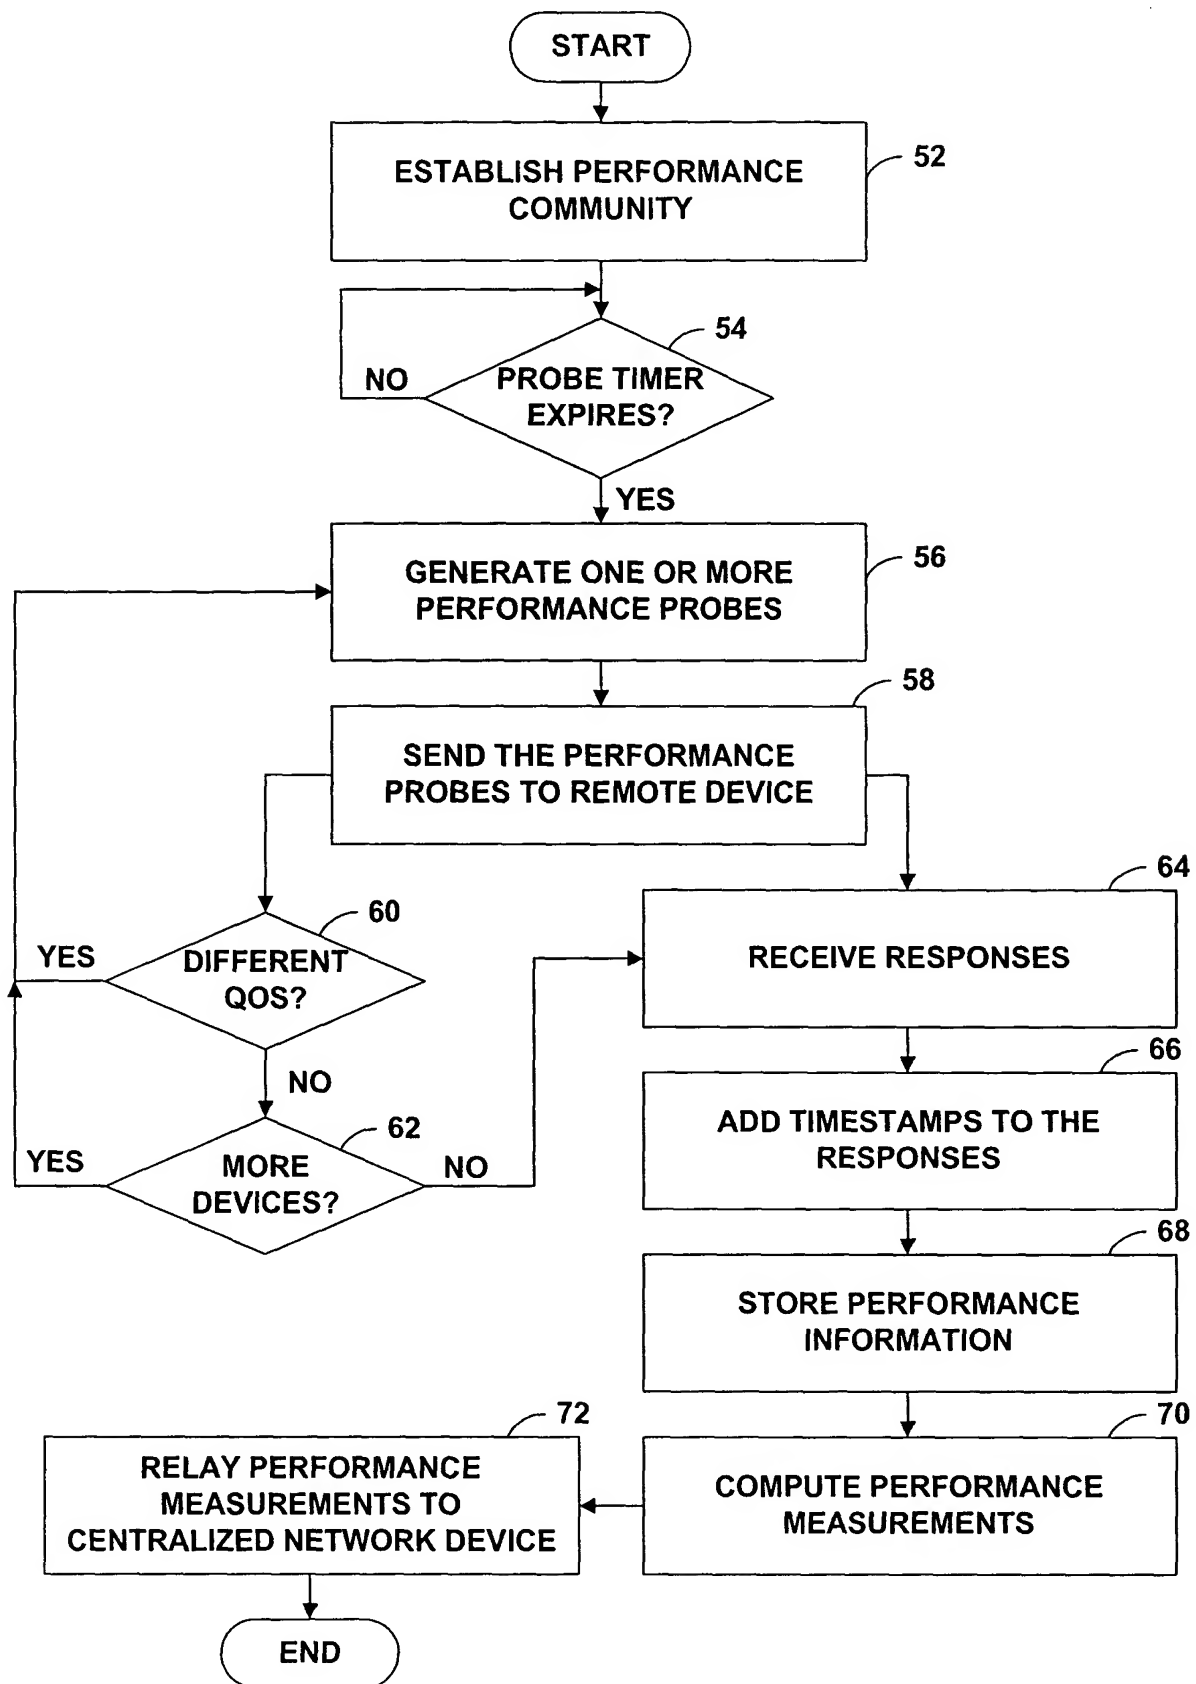 START
ESTABLISH PERFORMANCE
COMMUNITY
52
54
PROBE TIMER
EXPIRES?
NO
YES
GENERATE ONE OR MORE
PERFORMANCE PROBES
56
58
SEND THE PERFORMANCE
PROBES TO REMOTE DEVICE
60
DIFFERENT
QOS?
YES
NO
62
MORE
DEVICES?
YES
NO
64
RECEIVE RESPONSES
66
ADD TIMESTAMPS TO THE
RESPONSES
68
STORE PERFORMANCE
INFORMATION
70
COMPUTE PERFORMANCE
MEASUREMENTS
72
RELAY PERFORMANCE
MEASUREMENTS TO
CENTRALIZED NETWORK DEVICE
END